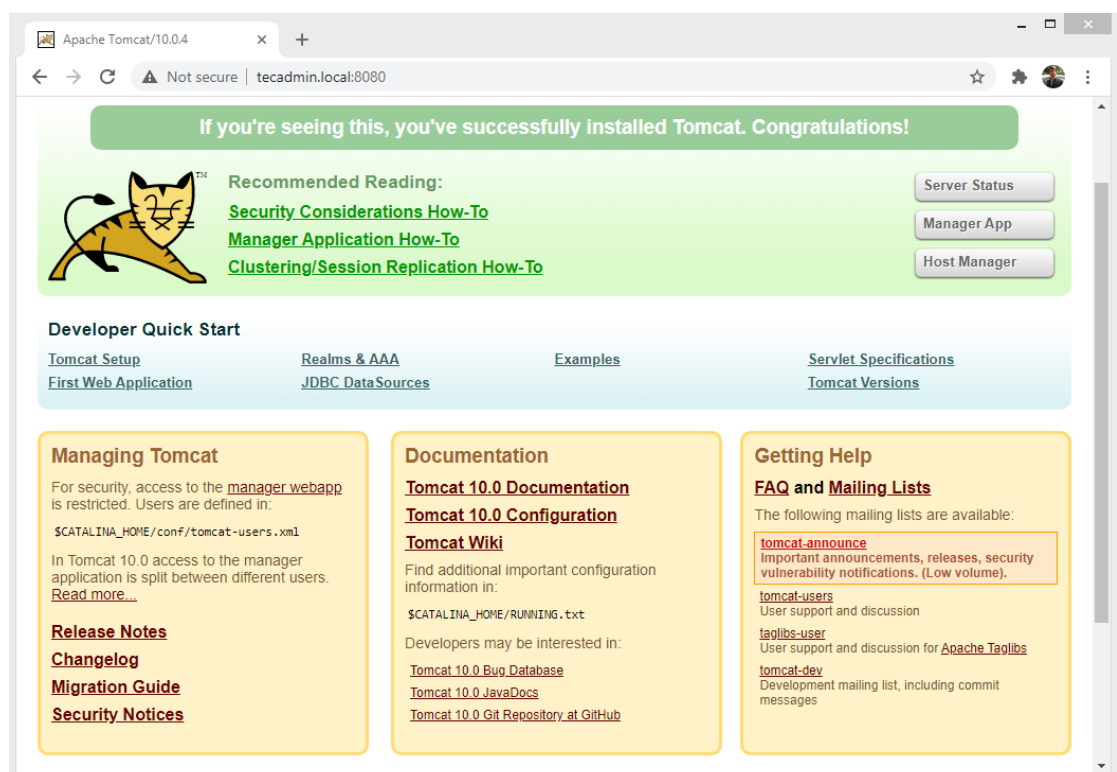 Apache Tomcat/10.0.4
Not secure | tecadmin.local:8080
If you're seeing this, you've successfully installed Tomcat. Congratulations!
TM
Recommended Reading:
Security Considerations How-To
Manager Application How-To
Clustering/Session Replication How-To
Server Status
Manager App
Host Manager
Developer Quick Start
Tomcat Setup
First Web Application
Realms & AAA
JDBC DataSources
Examples
Servlet Specifications
Tomcat Versions
Managing Tomcat
For security, access to the manager webapp
is restricted. Users are defined in:
$CATALINA_HOME/conf/tomcat-users.xml
In Tomcat 10.0 access to the manager
application is split between different users.
Read more...
Release Notes
Changelog
Migration Guide
Security Notices
Documentation
Tomcat 10.0 Documentation
Tomcat 10.0 Configuration
Tomcat Wiki
Find additional important configuration
information in:
$CATALINA_HOME/RUNNING.txt
Developers may be interested in:
Tomcat 10.0 Bug Database
Tomcat 10.0 JavaDocs
Tomcat 10.0 Git Repository at GitHub
Getting Help
FAQ and Mailing Lists
The following mailing lists are available:
tomcat-announce
Important announcements, releases, security
vulnerability notifications. (Low volume).
tomcat-users
User support and discussion
taglibs-user
User support and discussion for Apache Taglibs
tomcat-dev
Development mailing list, including commit
messages